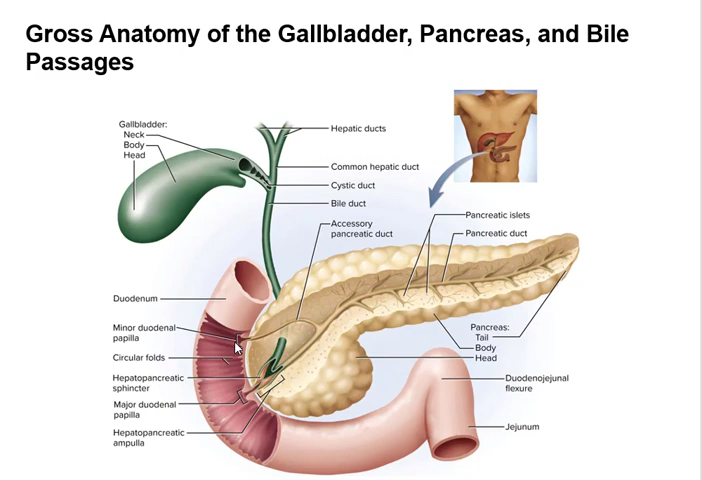 Gross Anatomy of the Gallbladder, Pancreas, and Bile
Passages
Gallbladder:
Neck
Body
Head
Hepatic ducts
Common hepatic duct
Cystic duct
Bile duct
Accessory
pancreatic duct
Pancreatic islets
Pancreatic duct
Duodenum
Minor duodenal
papilla
Circular folds
Hepatopancreatic
sphincter
Major duodenal
papilla
Hepatopancreatic
ampulla
Pancreas:
Tail
Body
Head
Duodenojejunal
flexure
Jejunum